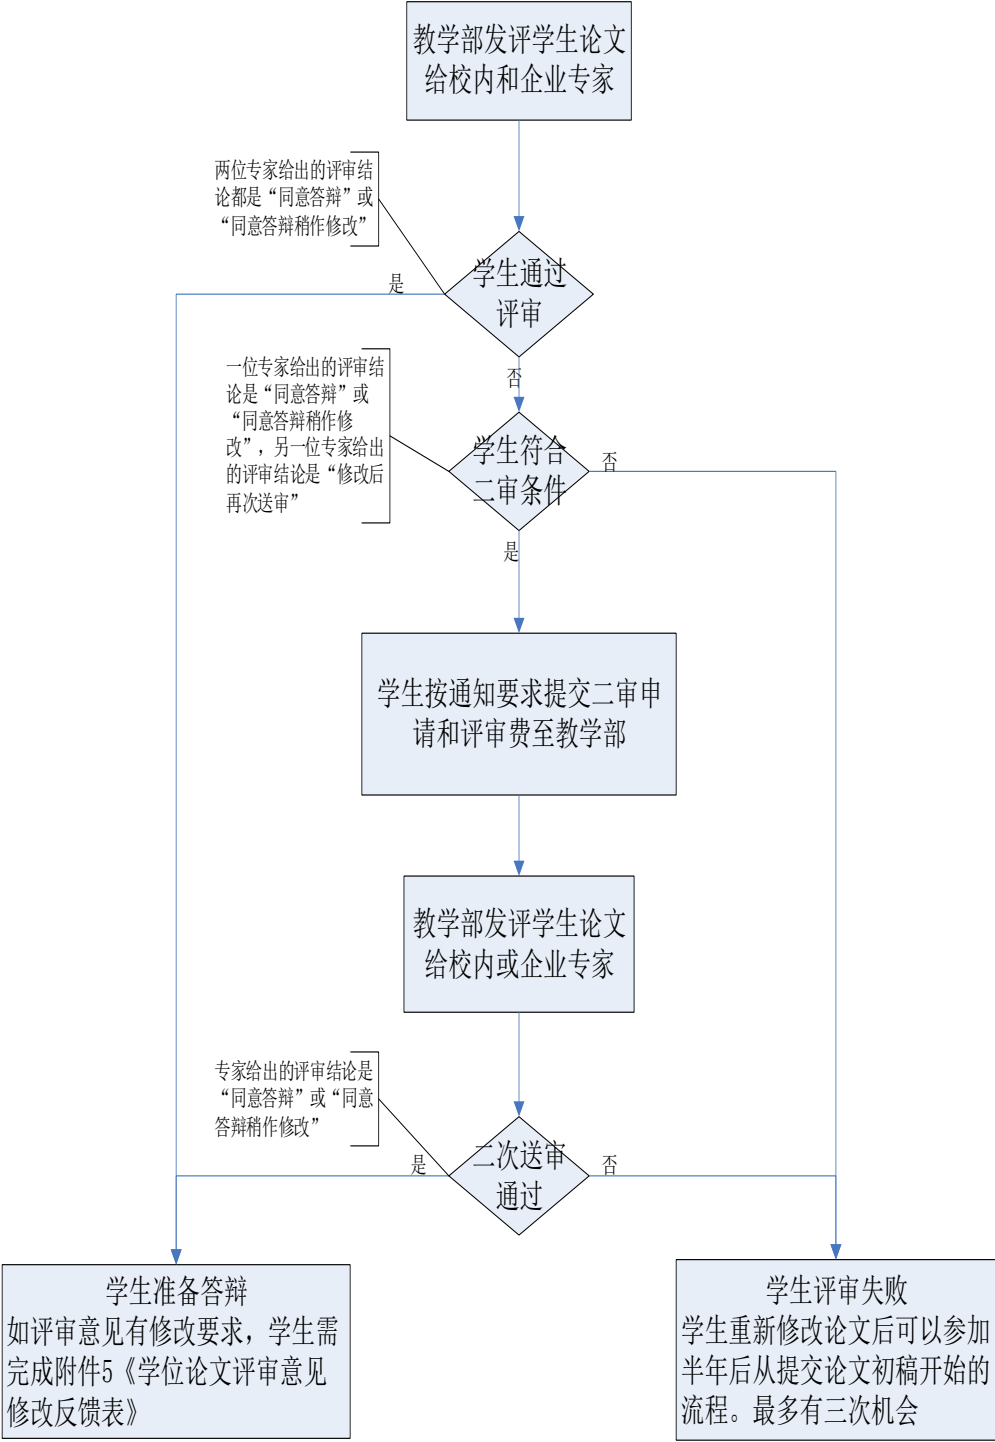 教学部发评学生论文
给校内和企业专家
两位专家给出的评审结
论都是“同意答辩”或
“同意答辩稍作修改”
学生通过
评审
是
否
一位专家给出的评审结
论是“同意答辩”或
“同意答辩稍作修
改”，另一位专家给出
的评审结论是“修改后
再次送审”
学生符合
二审条件
否
是
学生按通知要求提交二审申
请和评审费至教学部
教学部发评学生论文
给校内或企业专家
专家给出的评审结论是
“同意答辩”或“同意
答辩稍作修改”
二次送审
通过
是
否
学生准备答辩
如评审意见有修改要求，学生需
完成附件5《学位论文评审意见
修改反馈表》
学生评审失败
学生重新修改论文后可以参加
半年后从提交论文初稿开始的
流程。最多有三次机会